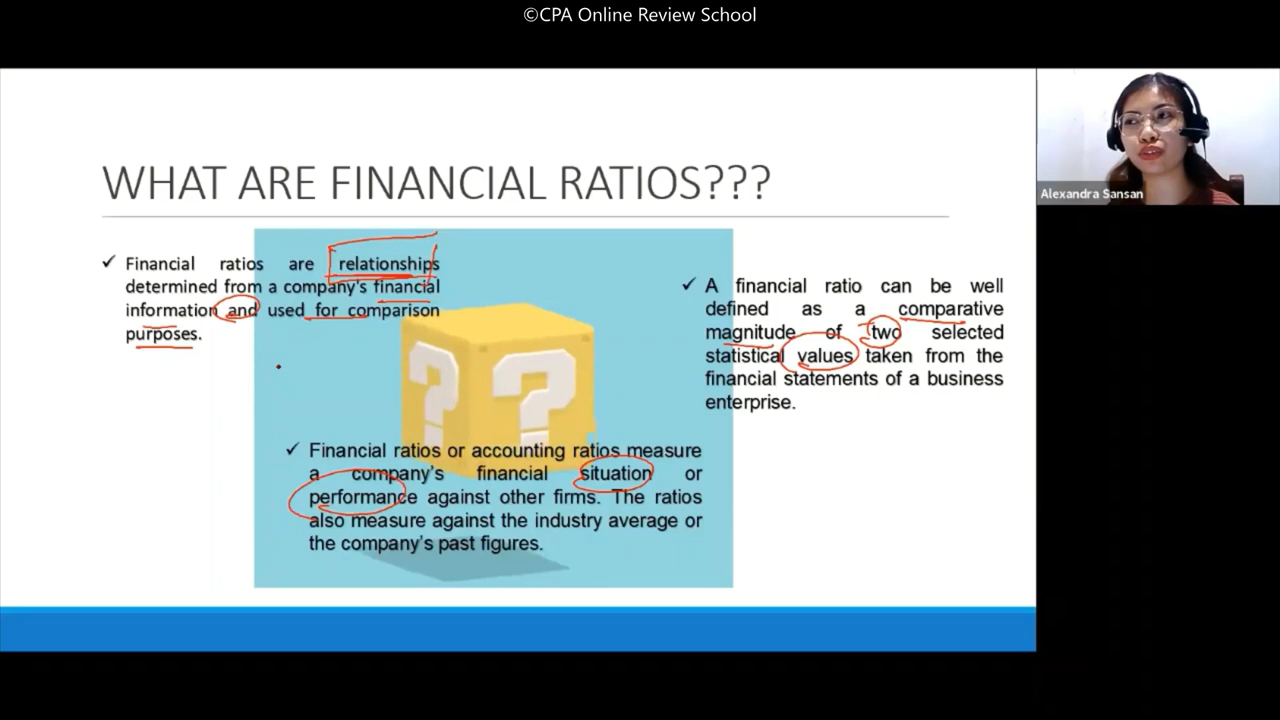 ©CPA Online Review School
WHAT ARE FINANCIAL RATIOS???
Financial ratios are relationships
determined from a company's financial
information and used for comparison
purposes.
A financial ratio can be well
defined as a comparative
magnitude of two selected
statistical values taken from the
financial statements of a business
enterprise.
Financial ratios or accounting ratios measure
a company's financial situation or
performance against other firms. The ratios
also measure against the industry average or
the company's past figures.
Alexandra Sansan